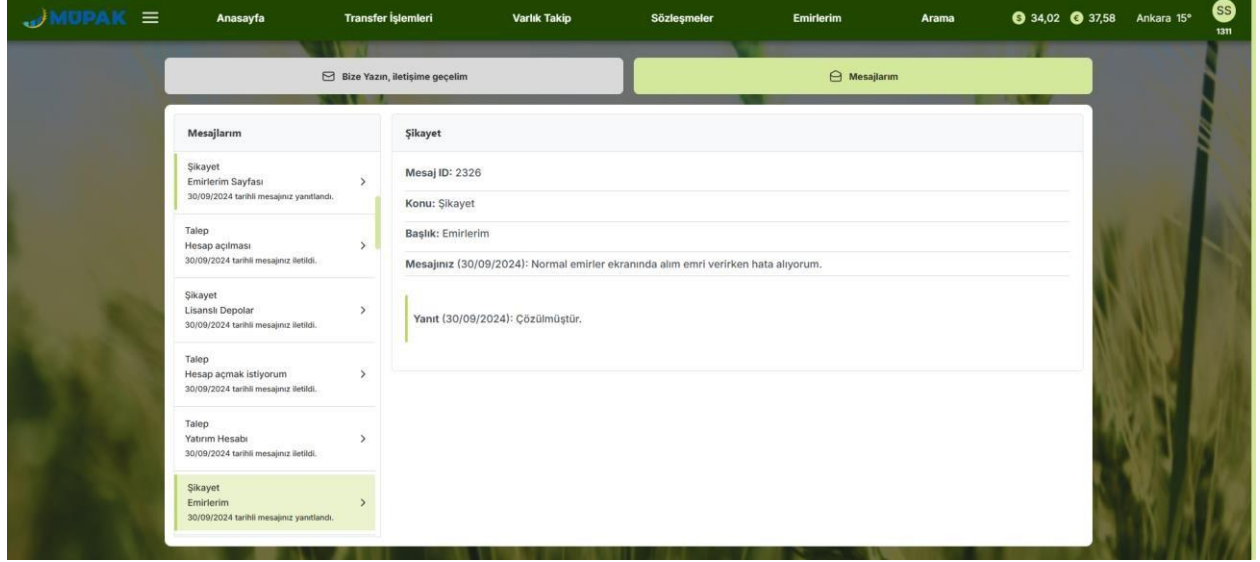 MÜPAK
Anasayfa
Transfer İşlemleri
Varlık Takip
Sözleşmeler
Emirlerim
Arama
$ 34,02
€ 37,58
Ankara 15°
SS
1311
Bize Yazın, iletişime geçelim
Mesajlarım
Mesajlarım
Şikayet
Emirlerim Sayfası
30/09/2024 tarihli mesajınız yanıtlandı.
Talep
Hesap açılması
30/09/2024 tarihli mesajınız iletildi.
Şikayet
Lisanslı Depolar
30/09/2024 tarihli mesajınız iletildi.
Talep
Hesap açmak istiyorum
30/09/2024 tarihli mesajınız iletildi.
Talep
Yatırım Hesabı
30/09/2024 tarihli mesajınız iletildi.
Şikayet
Emirlerim
30/09/2024 tarihli mesajınız yanıtlandı.
Şikayet
Mesaj ID: 2326
Konu: Şikayet
Başlık: Emirlerim
Mesajınız (30/09/2024): Normal emirler ekranında alım emri verirken hata alıyorum.
Yanıt (30/09/2024): Çözülmüştür.